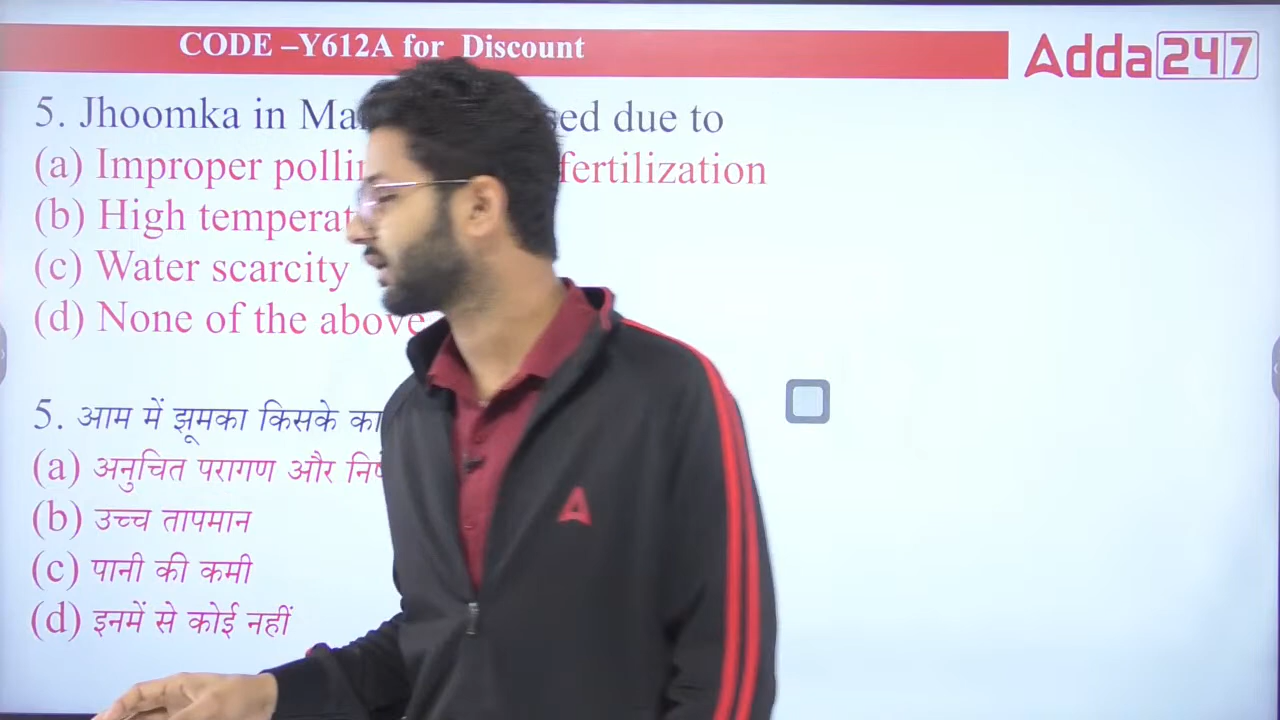 CODE –Y612A for Discount
Adda247
5. Jhoomka in Ma sed due to
(a) Improper pollin fertilization
(b) High temperat
(c) Water scarcity
(d) None of the above
5. आम में झूमका किसके का
(a) अनुचित परागण और निषे
(b) उच्च तापमान
(c) पानी की कमी
(d) इनमें से कोई नहीं